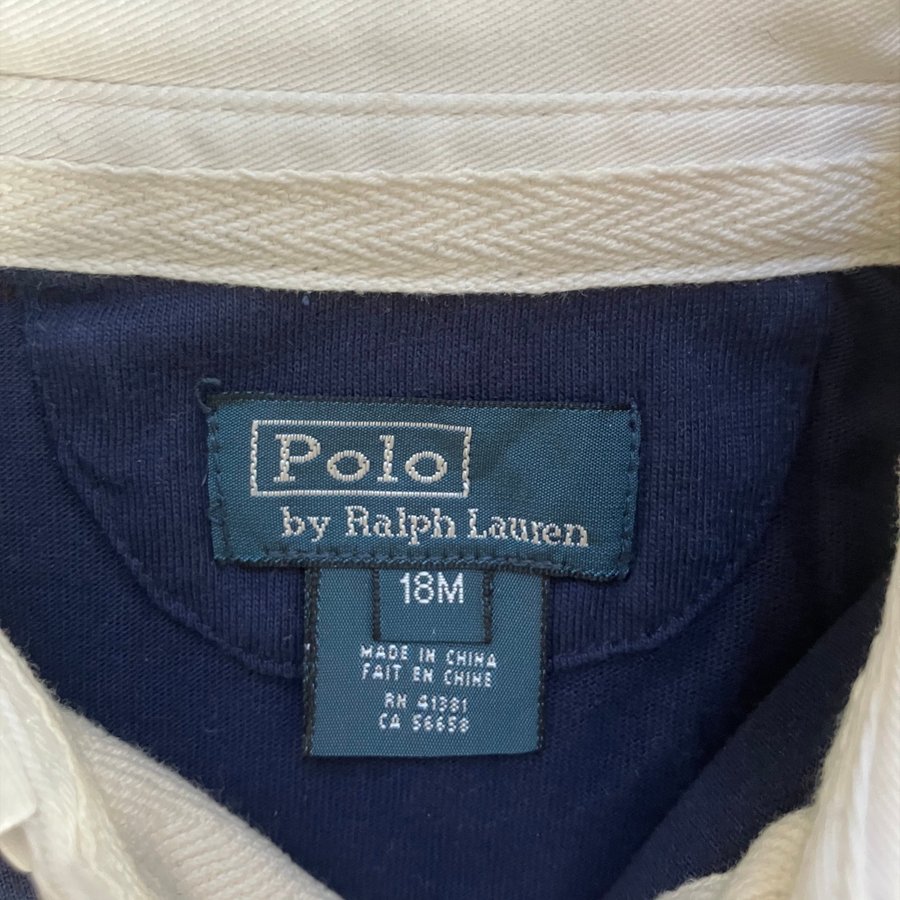 Polo
by Ralph Lauren
18M
MADE IN CHINA
FAIT EN CHINE
RN 41381
CA 56658